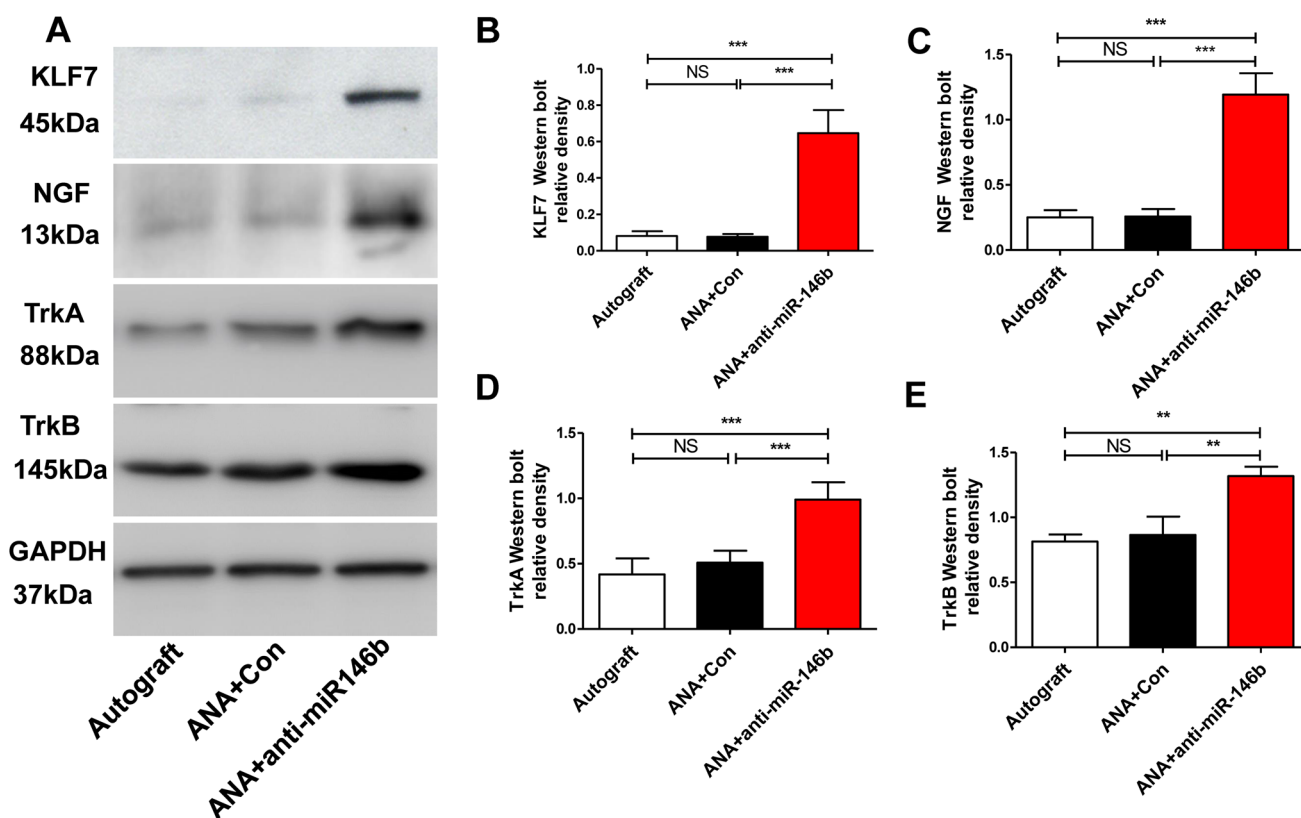 A
KLF7
45kDa
NGF
13kDa
TrkA
88kDa
TrkB
145kDa
GAPDH
37kDa
Autograft
ANA+Con
ANA+anti-miR146b
B
***
NS
***
KLF7 Western bolt
relative density
1.0
0.8
0.6
0.4
0.2
0.0
Autograft
ANA+Con
ANA+anti-miR-146b
C
***
NS
***
NGF Western bolt
relative density
1.5
1.0
0.5
0.0
Autograft
ANA+Con
ANA+anti-miR-146b
D
***
NS
***
TrkA Western bolt
relative density
1.5
1.0
0.5
0.0
Autograft
ANA+Con
ANA+anti-miR-146b
E
**
NS
**
TrkB Western bolt
relative density
1.5
1.0
0.5
0.0
Autograft
ANA+Con
ANA+anti-miR-146b